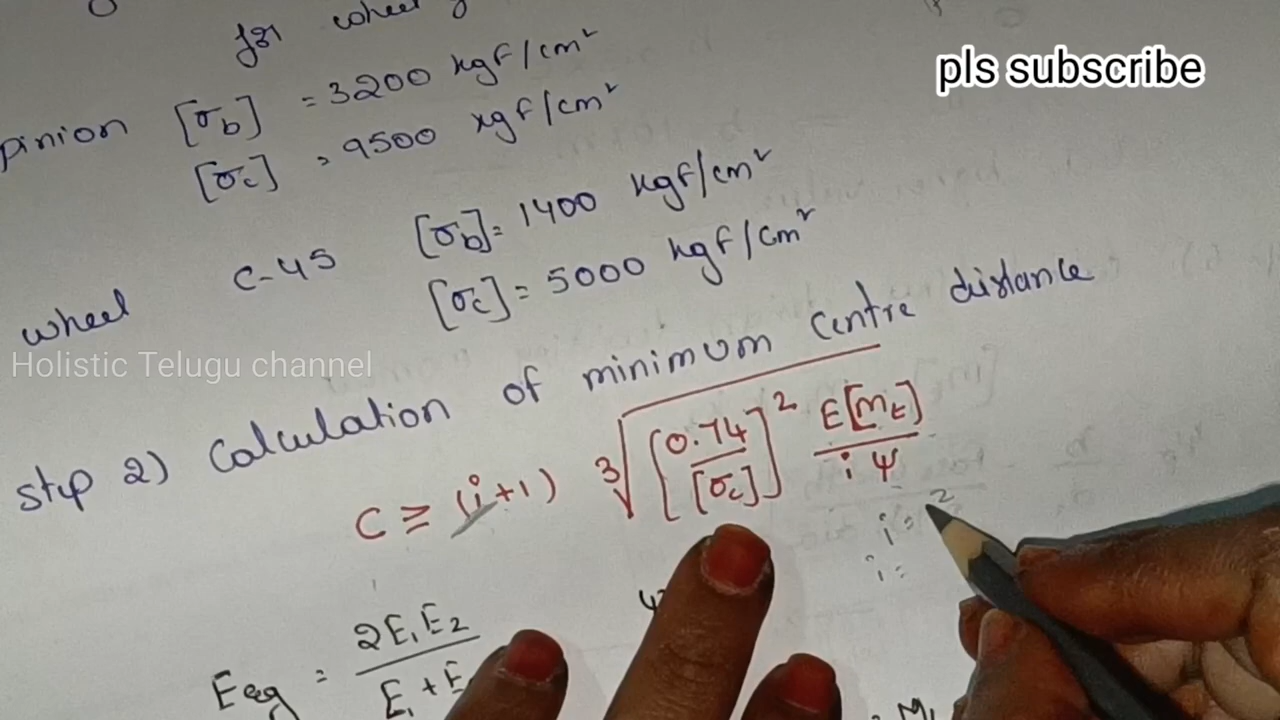 pls subscribe
for wheel
pinion [σb] = 3200 kgf/cm²
[σc] = 9500 kgf/cm²
wheel C-45 [σb] = 1400 kgf/cm²
[σc] = 5000 kgf/cm²
Holistic Telugu channel
step 2) Calculation of minimum Centre distance
C ≥ (i+1) ∛([0.74/[σc]]² E[Mt]/iψ)
i = 2
i =
Eeq = 2E₁E₂ / E₁ + E